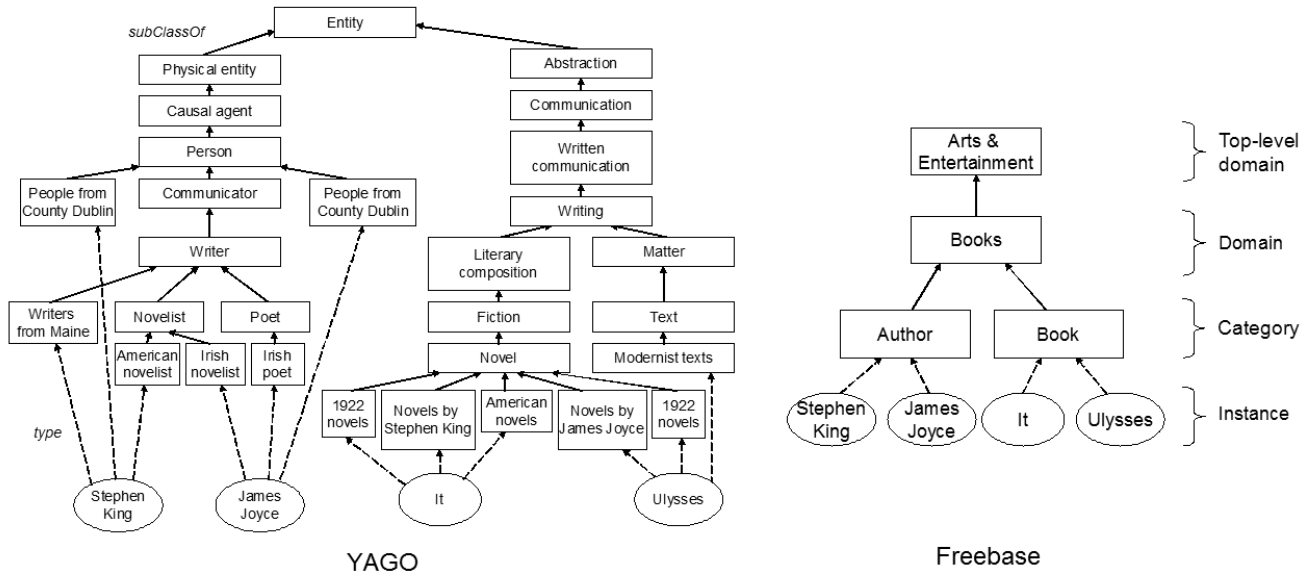 Entity
subClassOf
Physical entity
Abstraction
Causal agent
Communication
Person
Written
communication
People from
County Dublin
Communicator
People from
County Dublin
Writing
Writer
Literary
composition
Matter
Writers
from Maine
Novelist
Poet
Fiction
Text
American
novelist
Irish
novelist
Irish
poet
Novel
Modernist texts
1922
novels
Novels by
Stephen King
American
novels
Novels by
James Joyce
1922
novels
type
Stephen
King
James
Joyce
It
Ulysses
YAGO
Arts &
Entertainment
Top-level
domain
Books
Domain
Author
Book
Category
Stephen
King
James
Joyce
It
Ulysses
Instance
Freebase